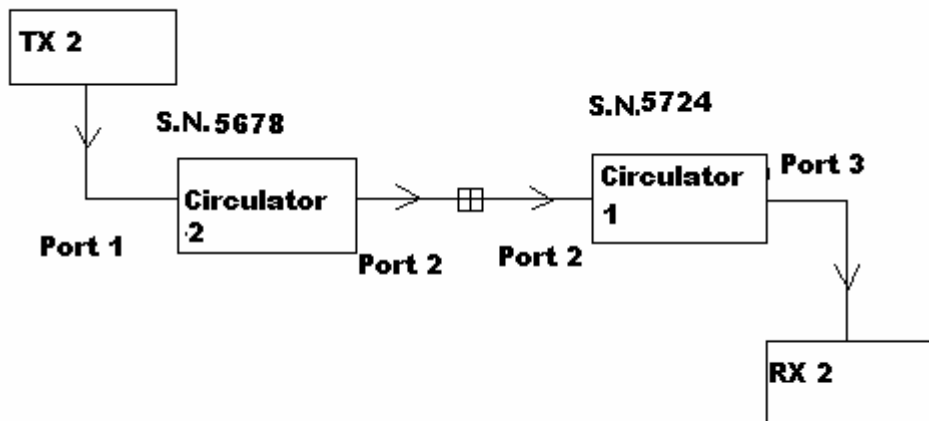 TX 2
S.N.5678
S.N.5724
Circulator
2
Circulator
1
Port 3
Port 1
Port 2
Port 2
RX 2